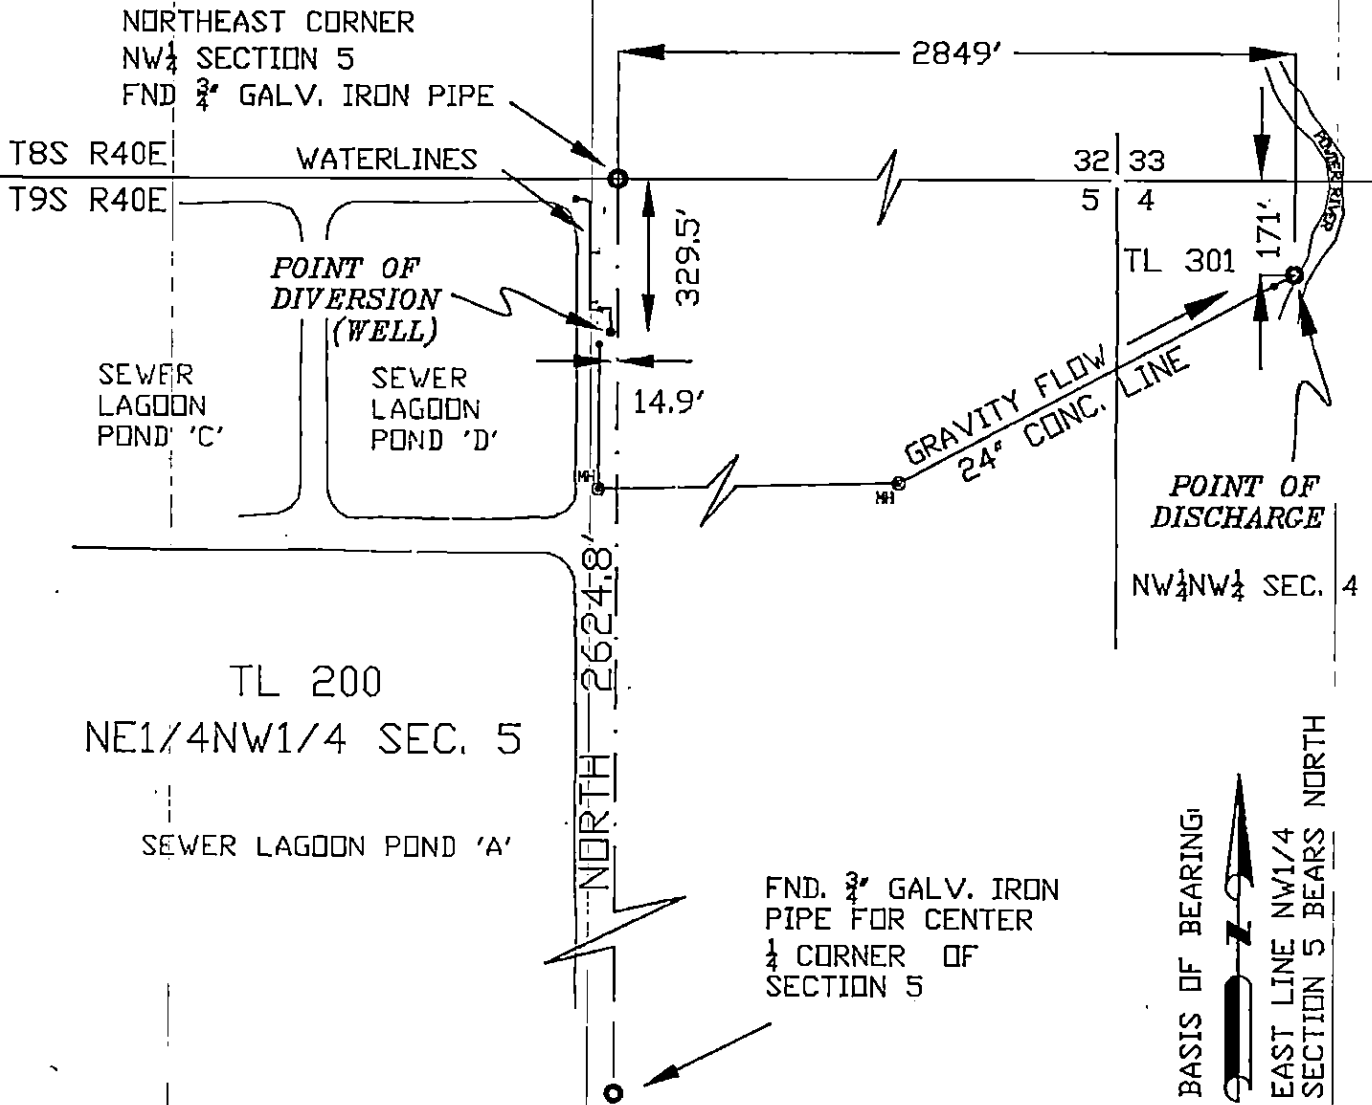 NORTHEAST CORNER
NW¼ SECTION 5
FND ¾" GALV. IRON PIPE
2849'
T8S R40E
WATERLINES
32 33
T9S R40E
5 4
POWDER RIVER
329.5'
171'
TL 301
POINT OF
DIVERSION
(WELL)
SEWER
LAGOON
POND 'C'
SEWER
LAGOON
POND 'D'
14.9'
GRAVITY FLOW
24" CONC. LINE
MH
MH
POINT OF
DISCHARGE
NW¼NW¼ SEC. 4
NORTH 2624.8'
TL 200
NE1/4NW1/4 SEC. 5
SEWER LAGOON POND 'A'
FND. ¾" GALV. IRON
PIPE FOR CENTER
¼ CORNER OF
SECTION 5
BASIS OF BEARING:
N
EAST LINE NW1/4
SECTION 5 BEARS NORTH